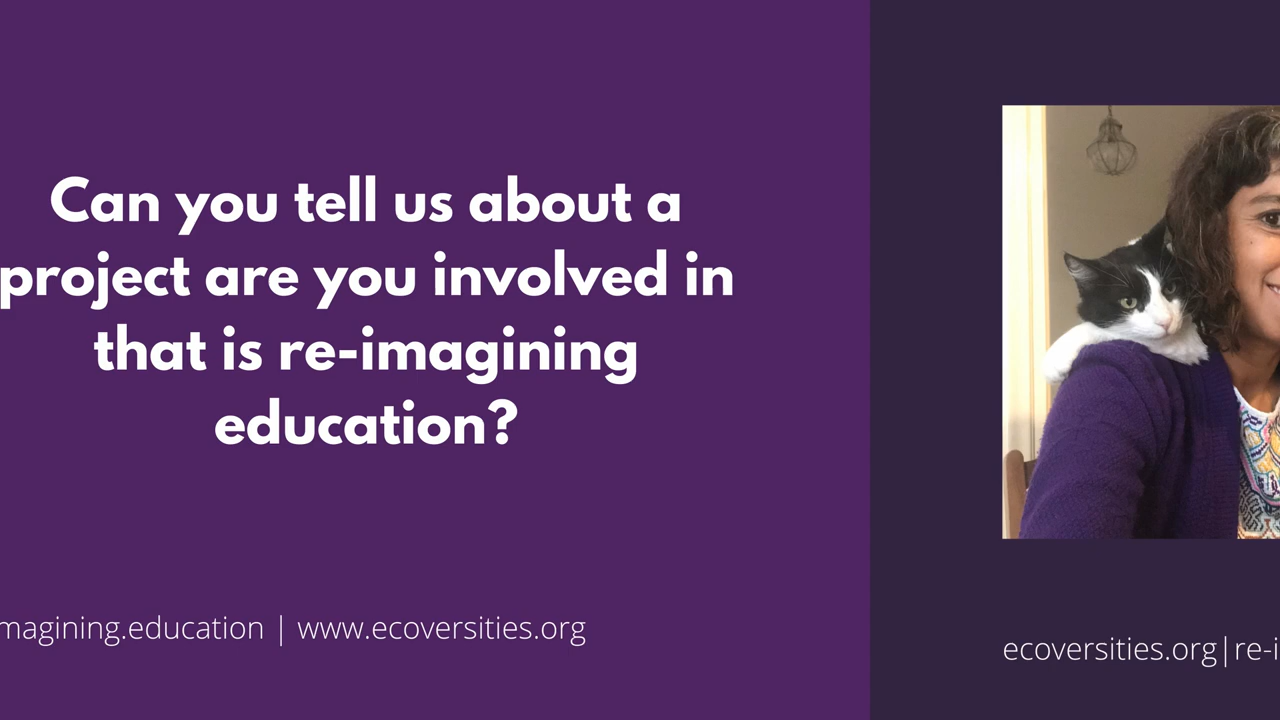 Can you tell us about a
project are you involved in
that is re-imagining
education?
magining.education | www.ecoversities.org
ecoversities.org|re-i